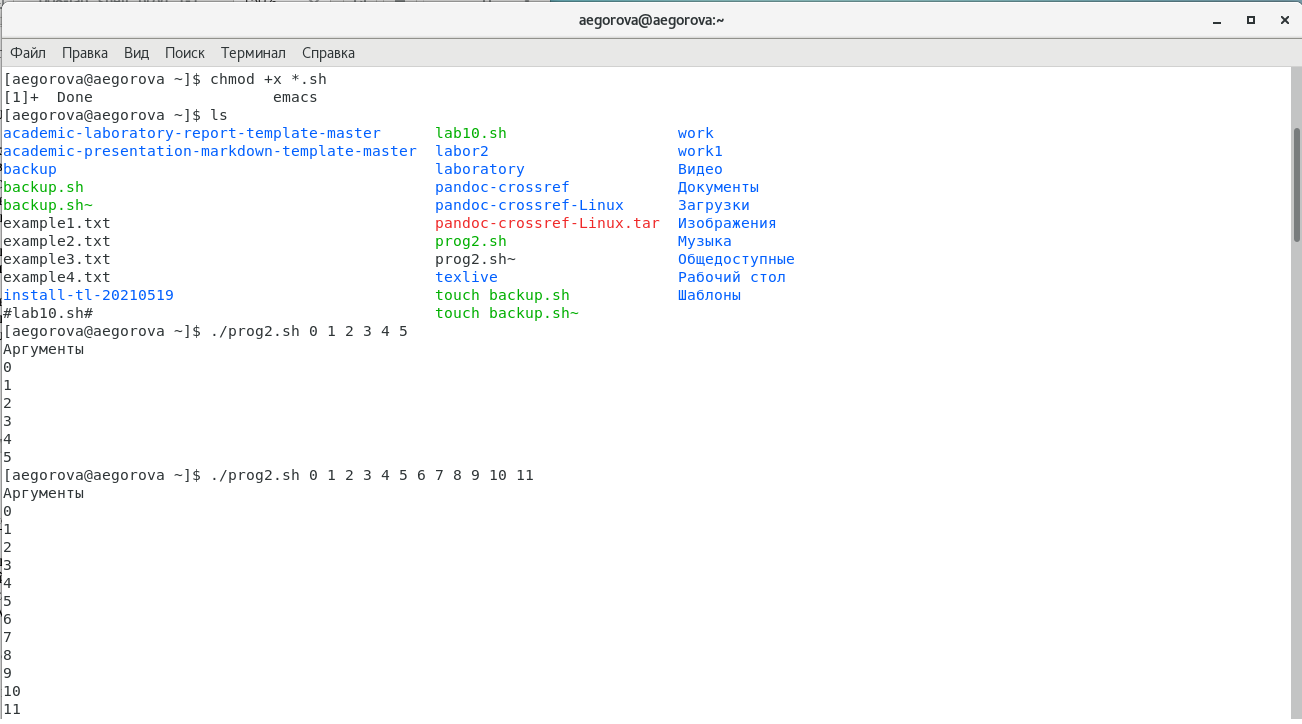 aegorova@aegorova:~
Файл Правка Вид Поиск Терминал Справка
[aegorova@aegorova ~]$ chmod +x *.sh
[1]+  Done                    emacs
[aegorova@aegorova ~]$ ls
academic-laboratory-report-template-master      lab10.sh                   work
academic-presentation-markdown-template-master  labor2                     work1
backup                                          laboratory                 Видео
backup.sh                                       pandoc-crossref            Документы
backup.sh~                                      pandoc-crossref-Linux      Загрузки
example1.txt                                    pandoc-crossref-Linux.tar  Изображения
example2.txt                                    prog2.sh                   Музыка
example3.txt                                    prog2.sh~                  Общедоступные
example4.txt                                    texlive                    Рабочий стол
install-tl-20210519                             touch backup.sh            Шаблоны
#lab10.sh#                                      touch backup.sh~
[aegorova@aegorova ~]$ ./prog2.sh 0 1 2 3 4 5
Аргументы
0
1
2
3
4
5
[aegorova@aegorova ~]$ ./prog2.sh 0 1 2 3 4 5 6 7 8 9 10 11
Аргументы
0
1
2
3
4
5
6
7
8
9
10
11